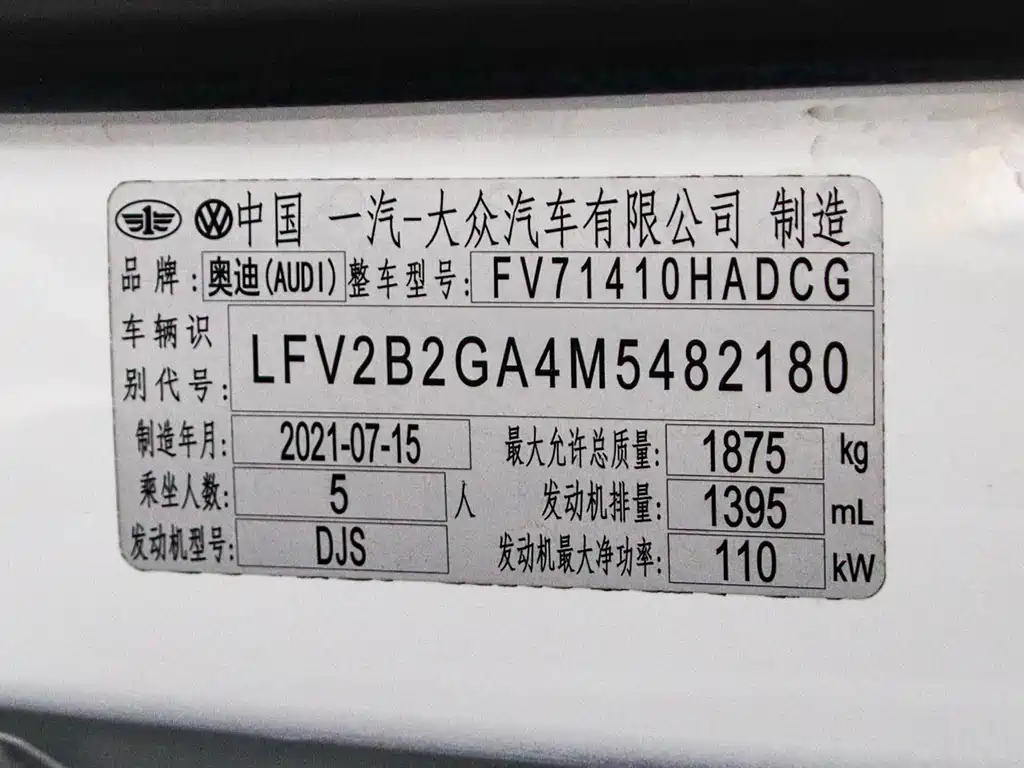 中国 一汽-大众汽车有限公司 制造
品牌:奥迪(AUDI) 整车型号: FV71410HADCG
车辆识别代号: LFV2B2GA4M5482180
制造年月: 2021-07-15 最大允许总质量: 1875 kg
乘坐人数: 5 人 发动机排量: 1395 mL
发动机型号: DJS 发动机最大净功率: 110 kW